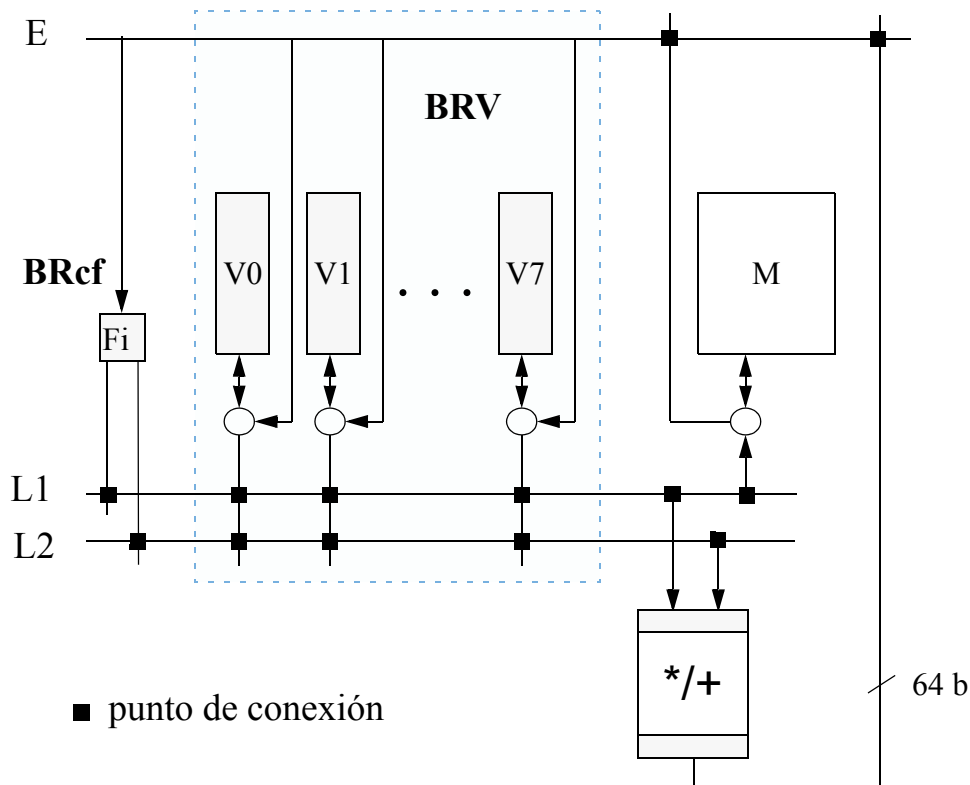 E
BRV
BRcf
V0 V1 . . . V7 M
Fi
L1
L2
*/+
64 b
punto de conexión